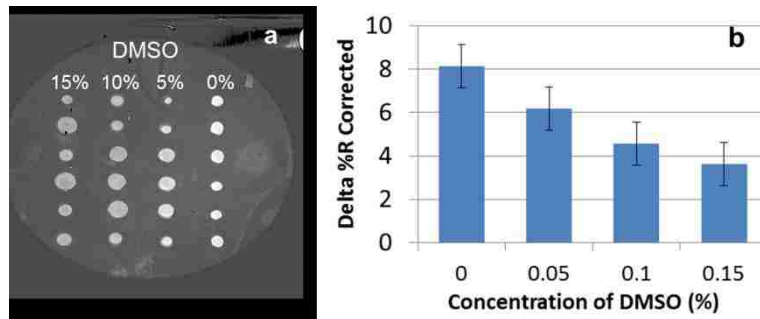 a
DMSO
15% 10% 5% 0%
b
Delta %R Corrected
10
8
6
4
2
0
0 0.05 0.1 0.15
Concentration of DMSO (%)